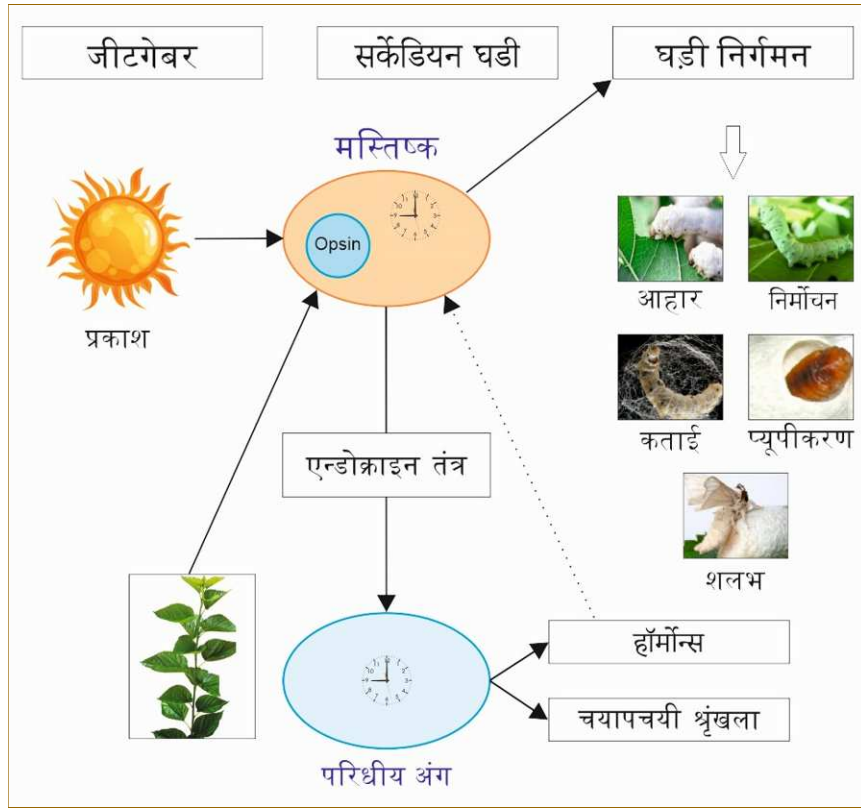 जीटगेबर
सर्केडियन घडी
घड़ी निर्गमन
मस्तिष्क
Opsin
प्रकाश
आहार
निर्मोचन
कताई
प्यूपीकरण
शलभ
एन्डोक्राइन तंत्र
हॉर्मोन्स
चयापचयी श्रृंखला
परिधीय अंग